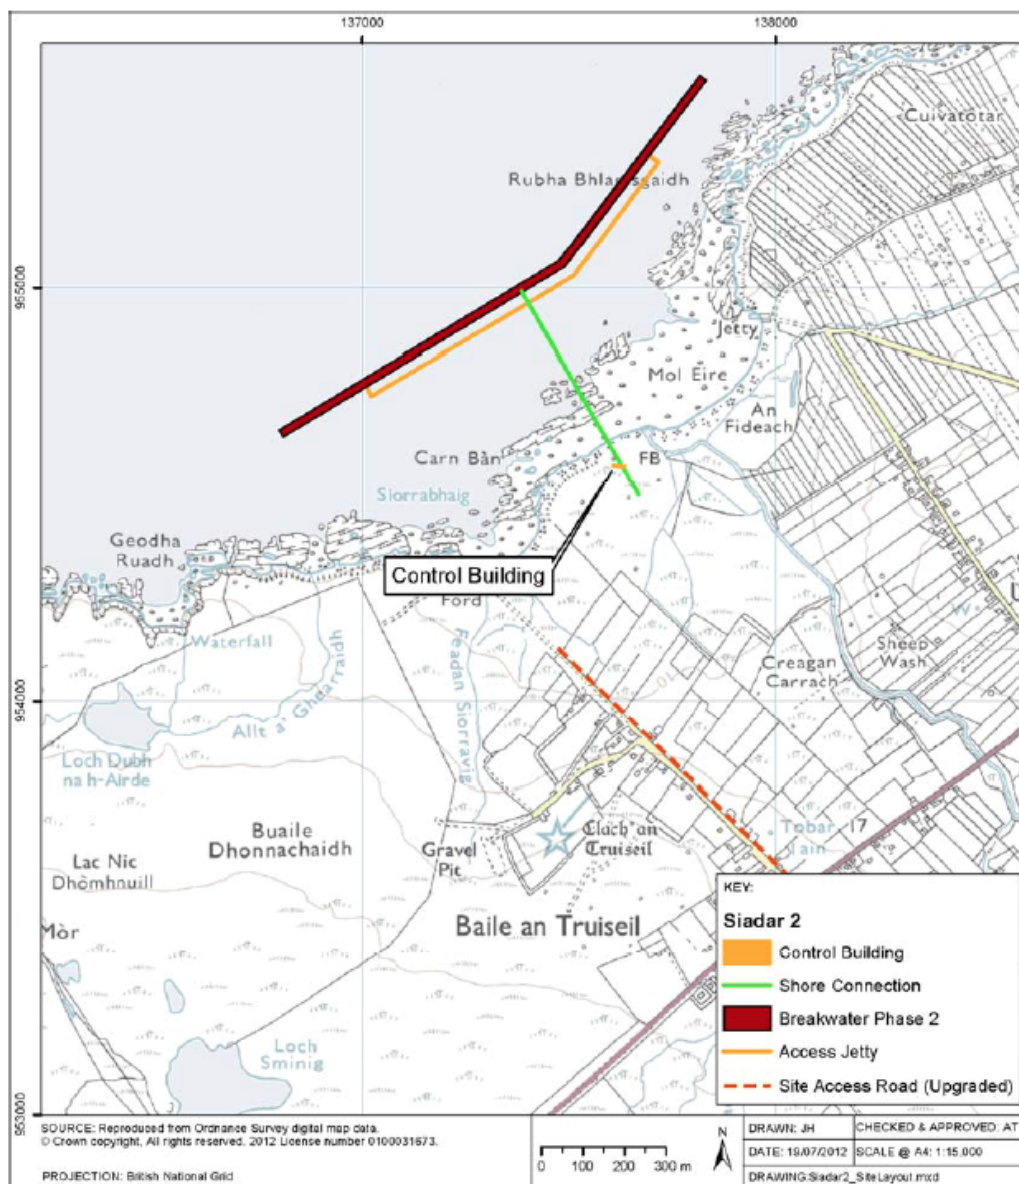 137000
138000
Cuivatotar
955000
Jetty
Mol Eire
An
Fideach
Carn Bàn
FB
Siorrabhaig
Geodha
Ruadh
Control Building
Ford
Waterfall
W
Sheep
Wash
Creagan
Carrach
Feadan Siorravig
Allt a' Ghearraidh
954000
Loch Dubh
na h-Airde
Buaile
Dhonnachaidh
Gravel
Pit
Clach an
Truiseil
Tobar
17
Lac Nic
Dhòmhnuill
Mòr
Baile an Truiseil
Loch
Sminig
953000
KEY:
Siadar 2
Control Building
Shore Connection
Breakwater Phase 2
Access Jetty
Site Access Road (Upgraded)
SOURCE: Reproduced from Ordnance Survey digital map data.
© Crown copyright, All rights reserved. 2012 License number 0100031673.
PROJECTION: British National Grid
0 100 200 300 m
N
DRAWN: JH
CHECKED & APPROVED: AT
DATE: 19/07/2012
SCALE @ A4: 1:15,000
DRAWING:Siadar2_SiteLayout.mxd